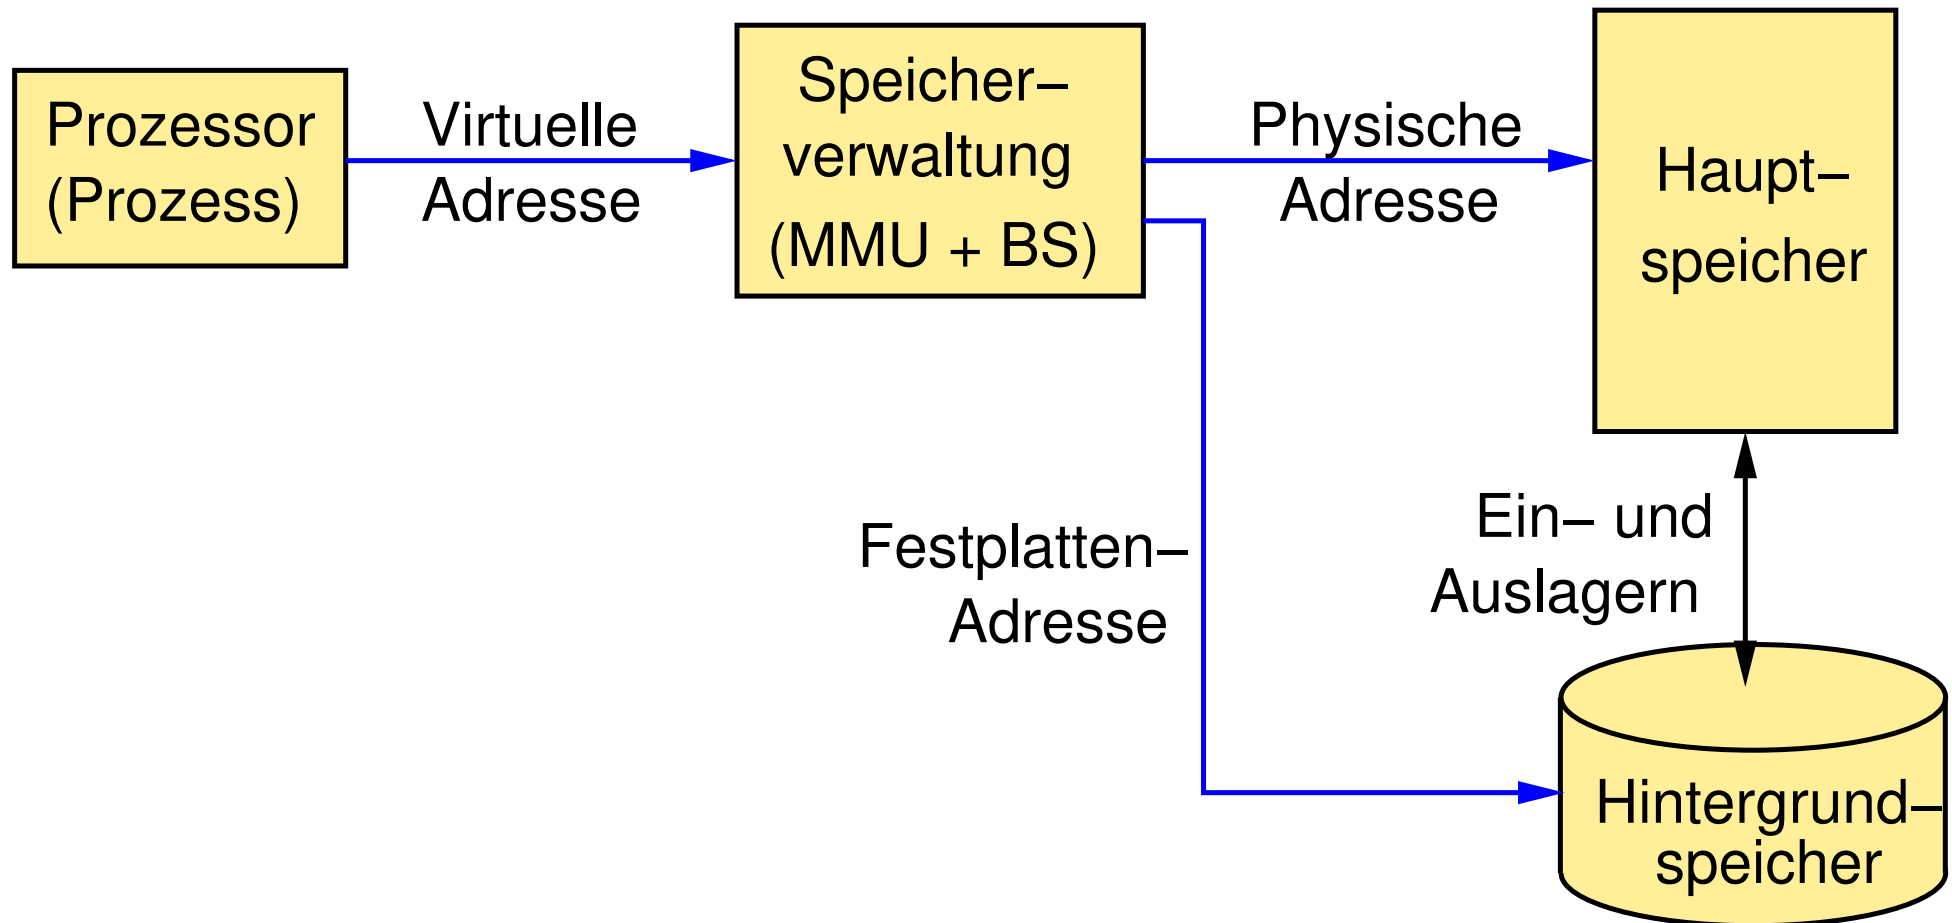 Prozessor
(Prozess)
Virtuelle
Adresse
Speicher–
verwaltung
(MMU + BS)
Physische
Adresse
Haupt–
speicher
Festplatten–
Adresse
Ein– und
Auslagern
Hintergrund–
speicher